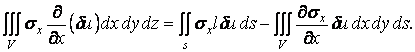 ∭_V σ_x ∂/∂x (δu) dx dy dz = ∬_s σ_x l δu ds − ∭_V ∂σ_x/∂x δu dx dy ds.